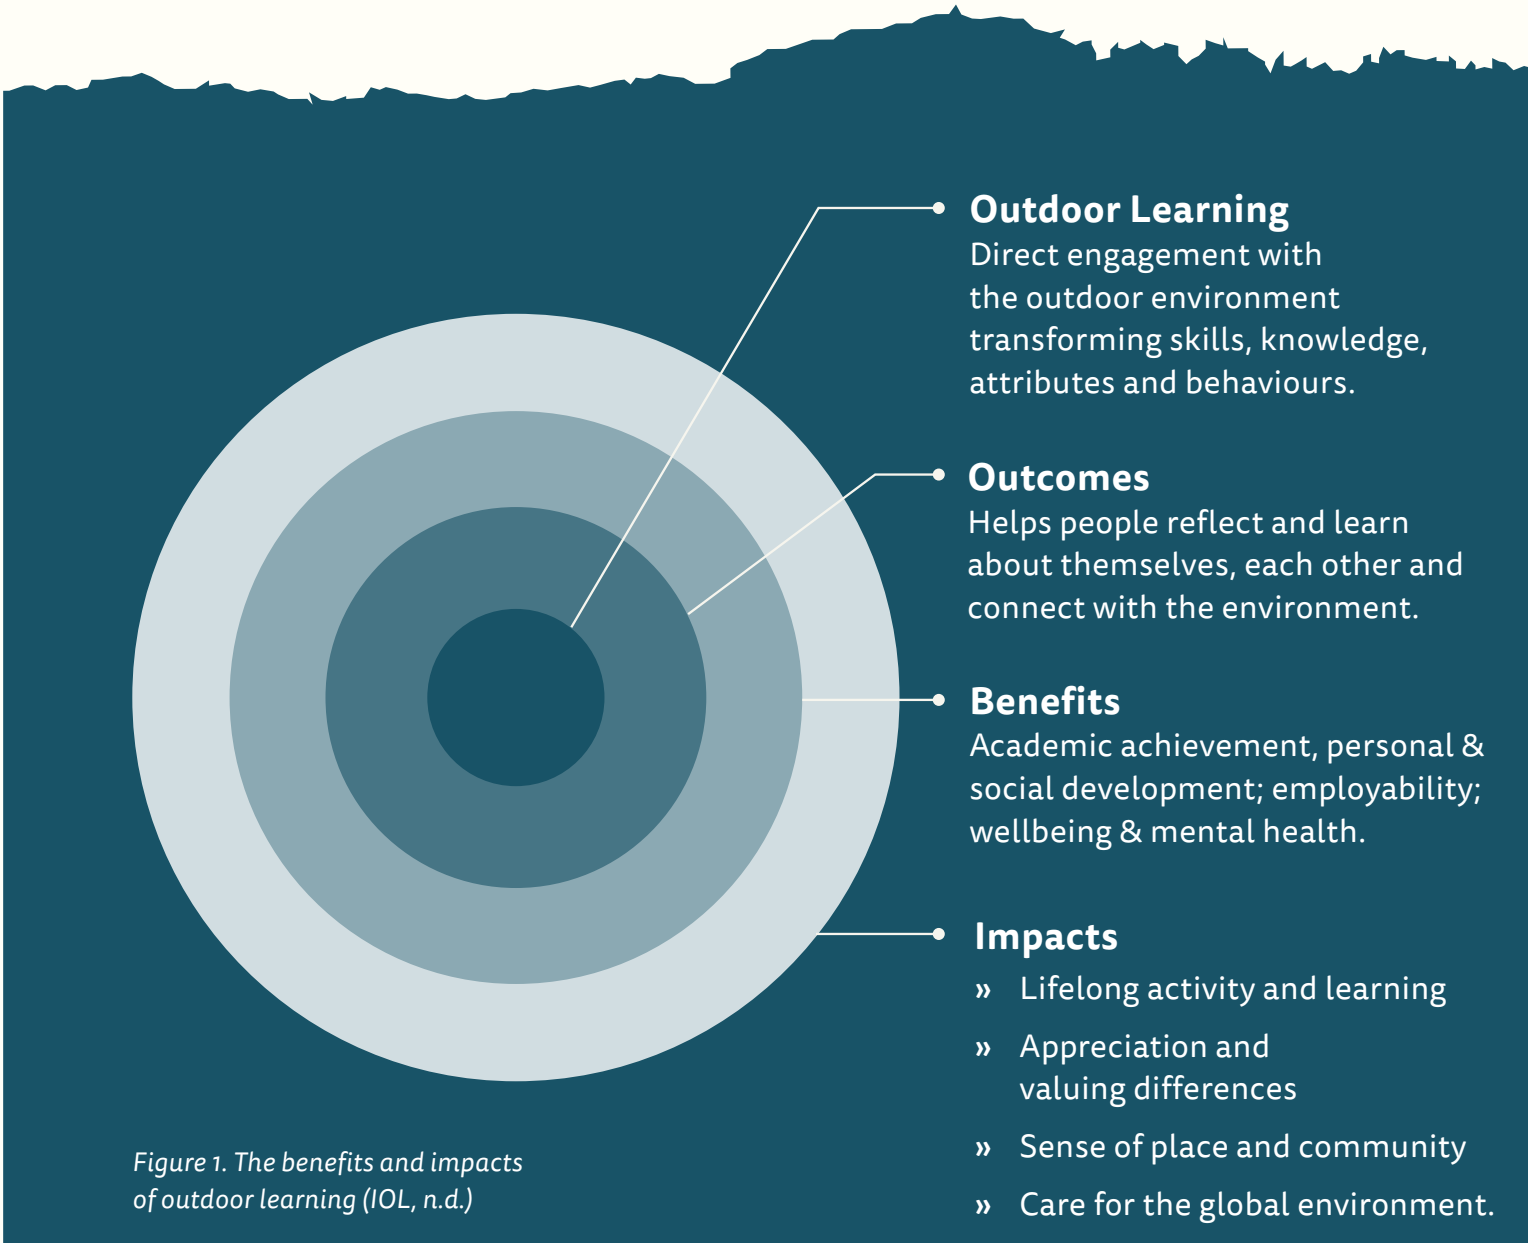 Outdoor Learning
Direct engagement with
the outdoor environment
transforming skills, knowledge,
attributes and behaviours.
Outcomes
Helps people reflect and learn
about themselves, each other and
connect with the environment.
Benefits
Academic achievement, personal &
social development; employability;
wellbeing & mental health.
Impacts
» Lifelong activity and learning
» Appreciation and
valuing differences
» Sense of place and community
» Care for the global environment.
Figure 1. The benefits and impacts
of outdoor learning (IOL, n.d.)